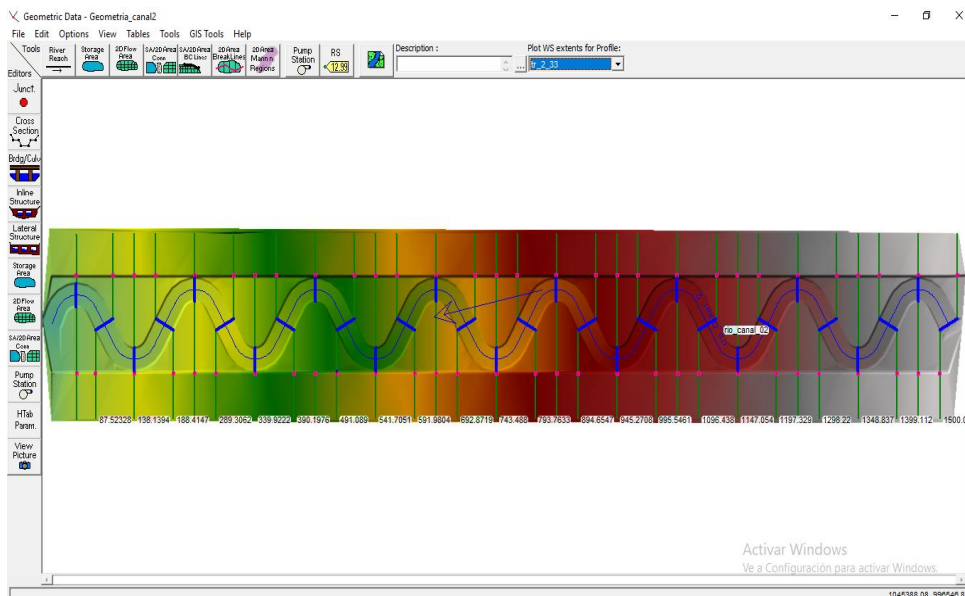 Geometric Data - Geometria_canal2
File Edit Options View Tables Tools GIS Tools Help
Tools
Editors
River Reach
Storage Area
2D Flow Area
SA/2D Area Conn
SA/2D Area BC Lines
2D Area BreakLines
2D Area Mann n Regions
Pump Station
RS
12.99
Description :
...
Plot WS extents for Profile:
tr_2_33
Junct.
Cross Section
Brdg/Culv
Inline Structure
Lateral Structure
Storage Area
2D Flow Area
SA/2D Area Conn
Pump Station
HTab Param.
View Picture
rio_canal_02
87.52328 138.1394 188.4147 289.3062 339.9222 390.1976 491.089 541.7051 591.9804 692.8719 743.488 793.7633 894.6547 945.2708 995.5461 1096.438 1147.054 1197.329 1298.22 1348.837 1399.112 1500.0
Activar Windows
Ve a Configuración para activar Windows.